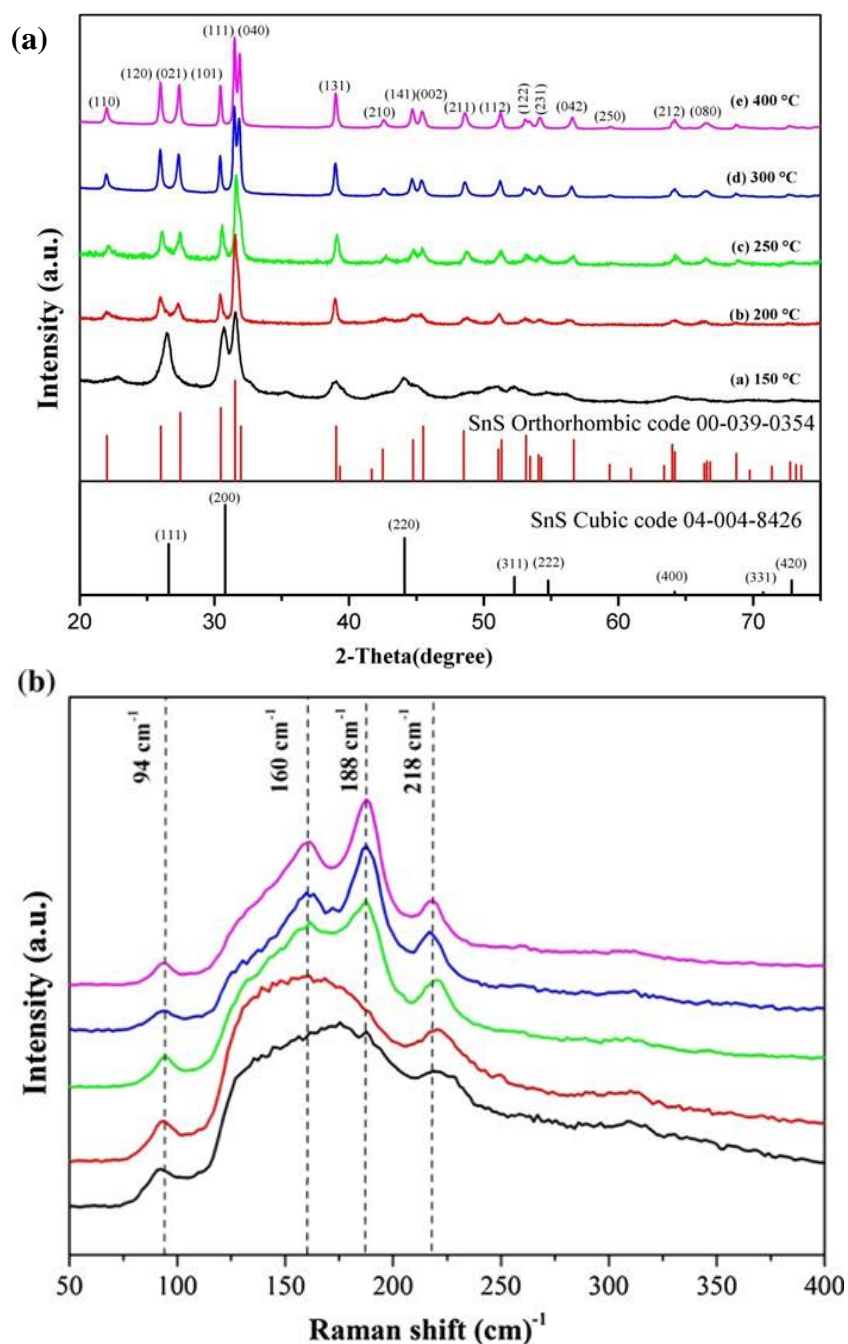 (a)
(111) (040)
(120) (021) (101)
(110)
(131)
(210)
(141)(002)
(211)
(112)
(122)
(231)
(042)
(250)
(212)
(080)
(e) 400 °C
(d) 300 °C
(c) 250 °C
(b) 200 °C
(a) 150 °C
SnS Orthorhombic code 00-039-0354
(200)
SnS Cubic code 04-004-8426
(111)
(220)
(311)
(222)
(400)
(331)
(420)
20 30 40 50 60 70
2-Theta(degree)
Intensity (a.u.)
(b)
94 cm-1
160 cm-1
188 cm-1
218 cm-1
Intensity (a.u.)
50 100 150 200 250 300 350 400
Raman shift (cm)-1